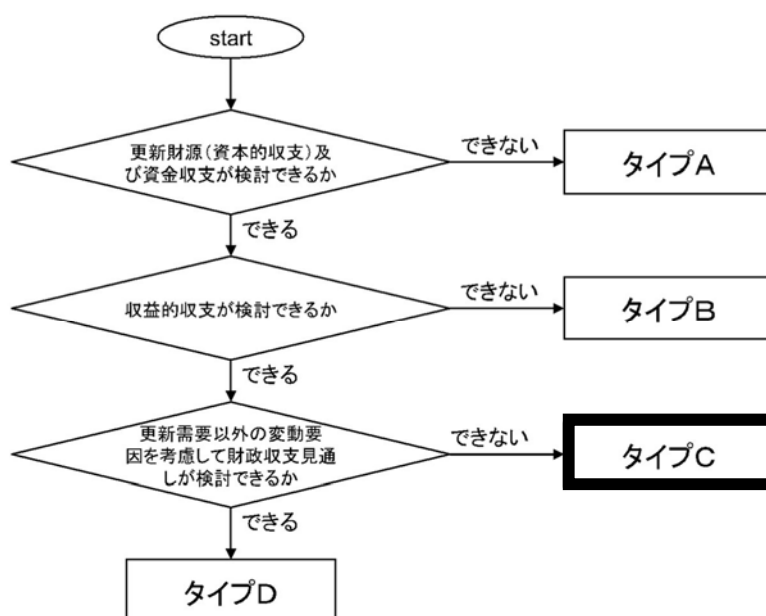 start
更新財源(資本的収支)及
び資金収支が検討できるか
できない
タイプA
できる
収益的収支が検討できるか
できない
タイプB
できる
更新需要以外の変動要
因を考慮して財政収支見通
しが検討できるか
できない
タイプC
できる
タイプD